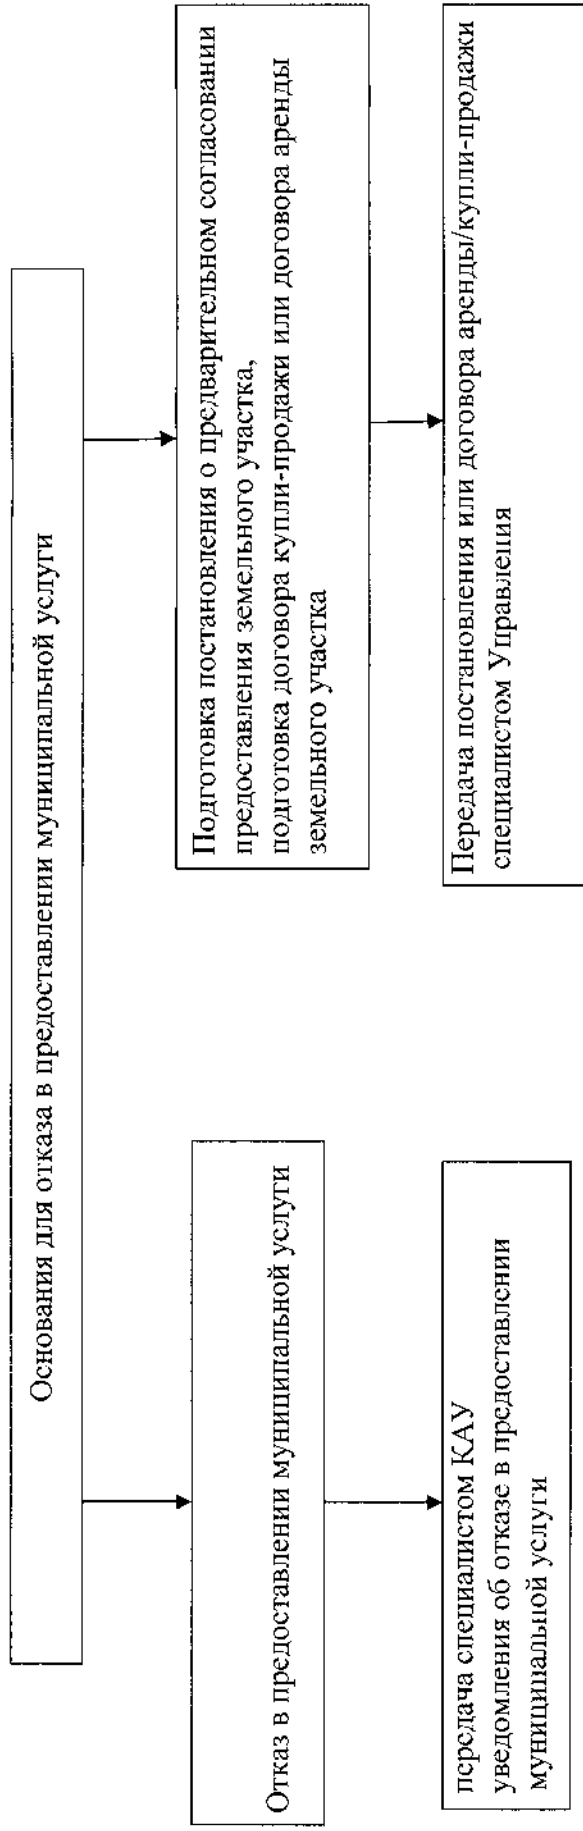 Основания для отказа в предоставлении муниципальной услуги
Отказ в предоставлении муниципальной услуги
передача специалистом КАУ
уведомления об отказе в предоставлении
муниципальной услуги
Подготовка постановления о предварительном согласовании
предоставления земельного участка,
подготовка договора купли-продажи или договора аренды
земельного участка
Передача постановления или договора аренды/купли-продажи
специалистом Управления